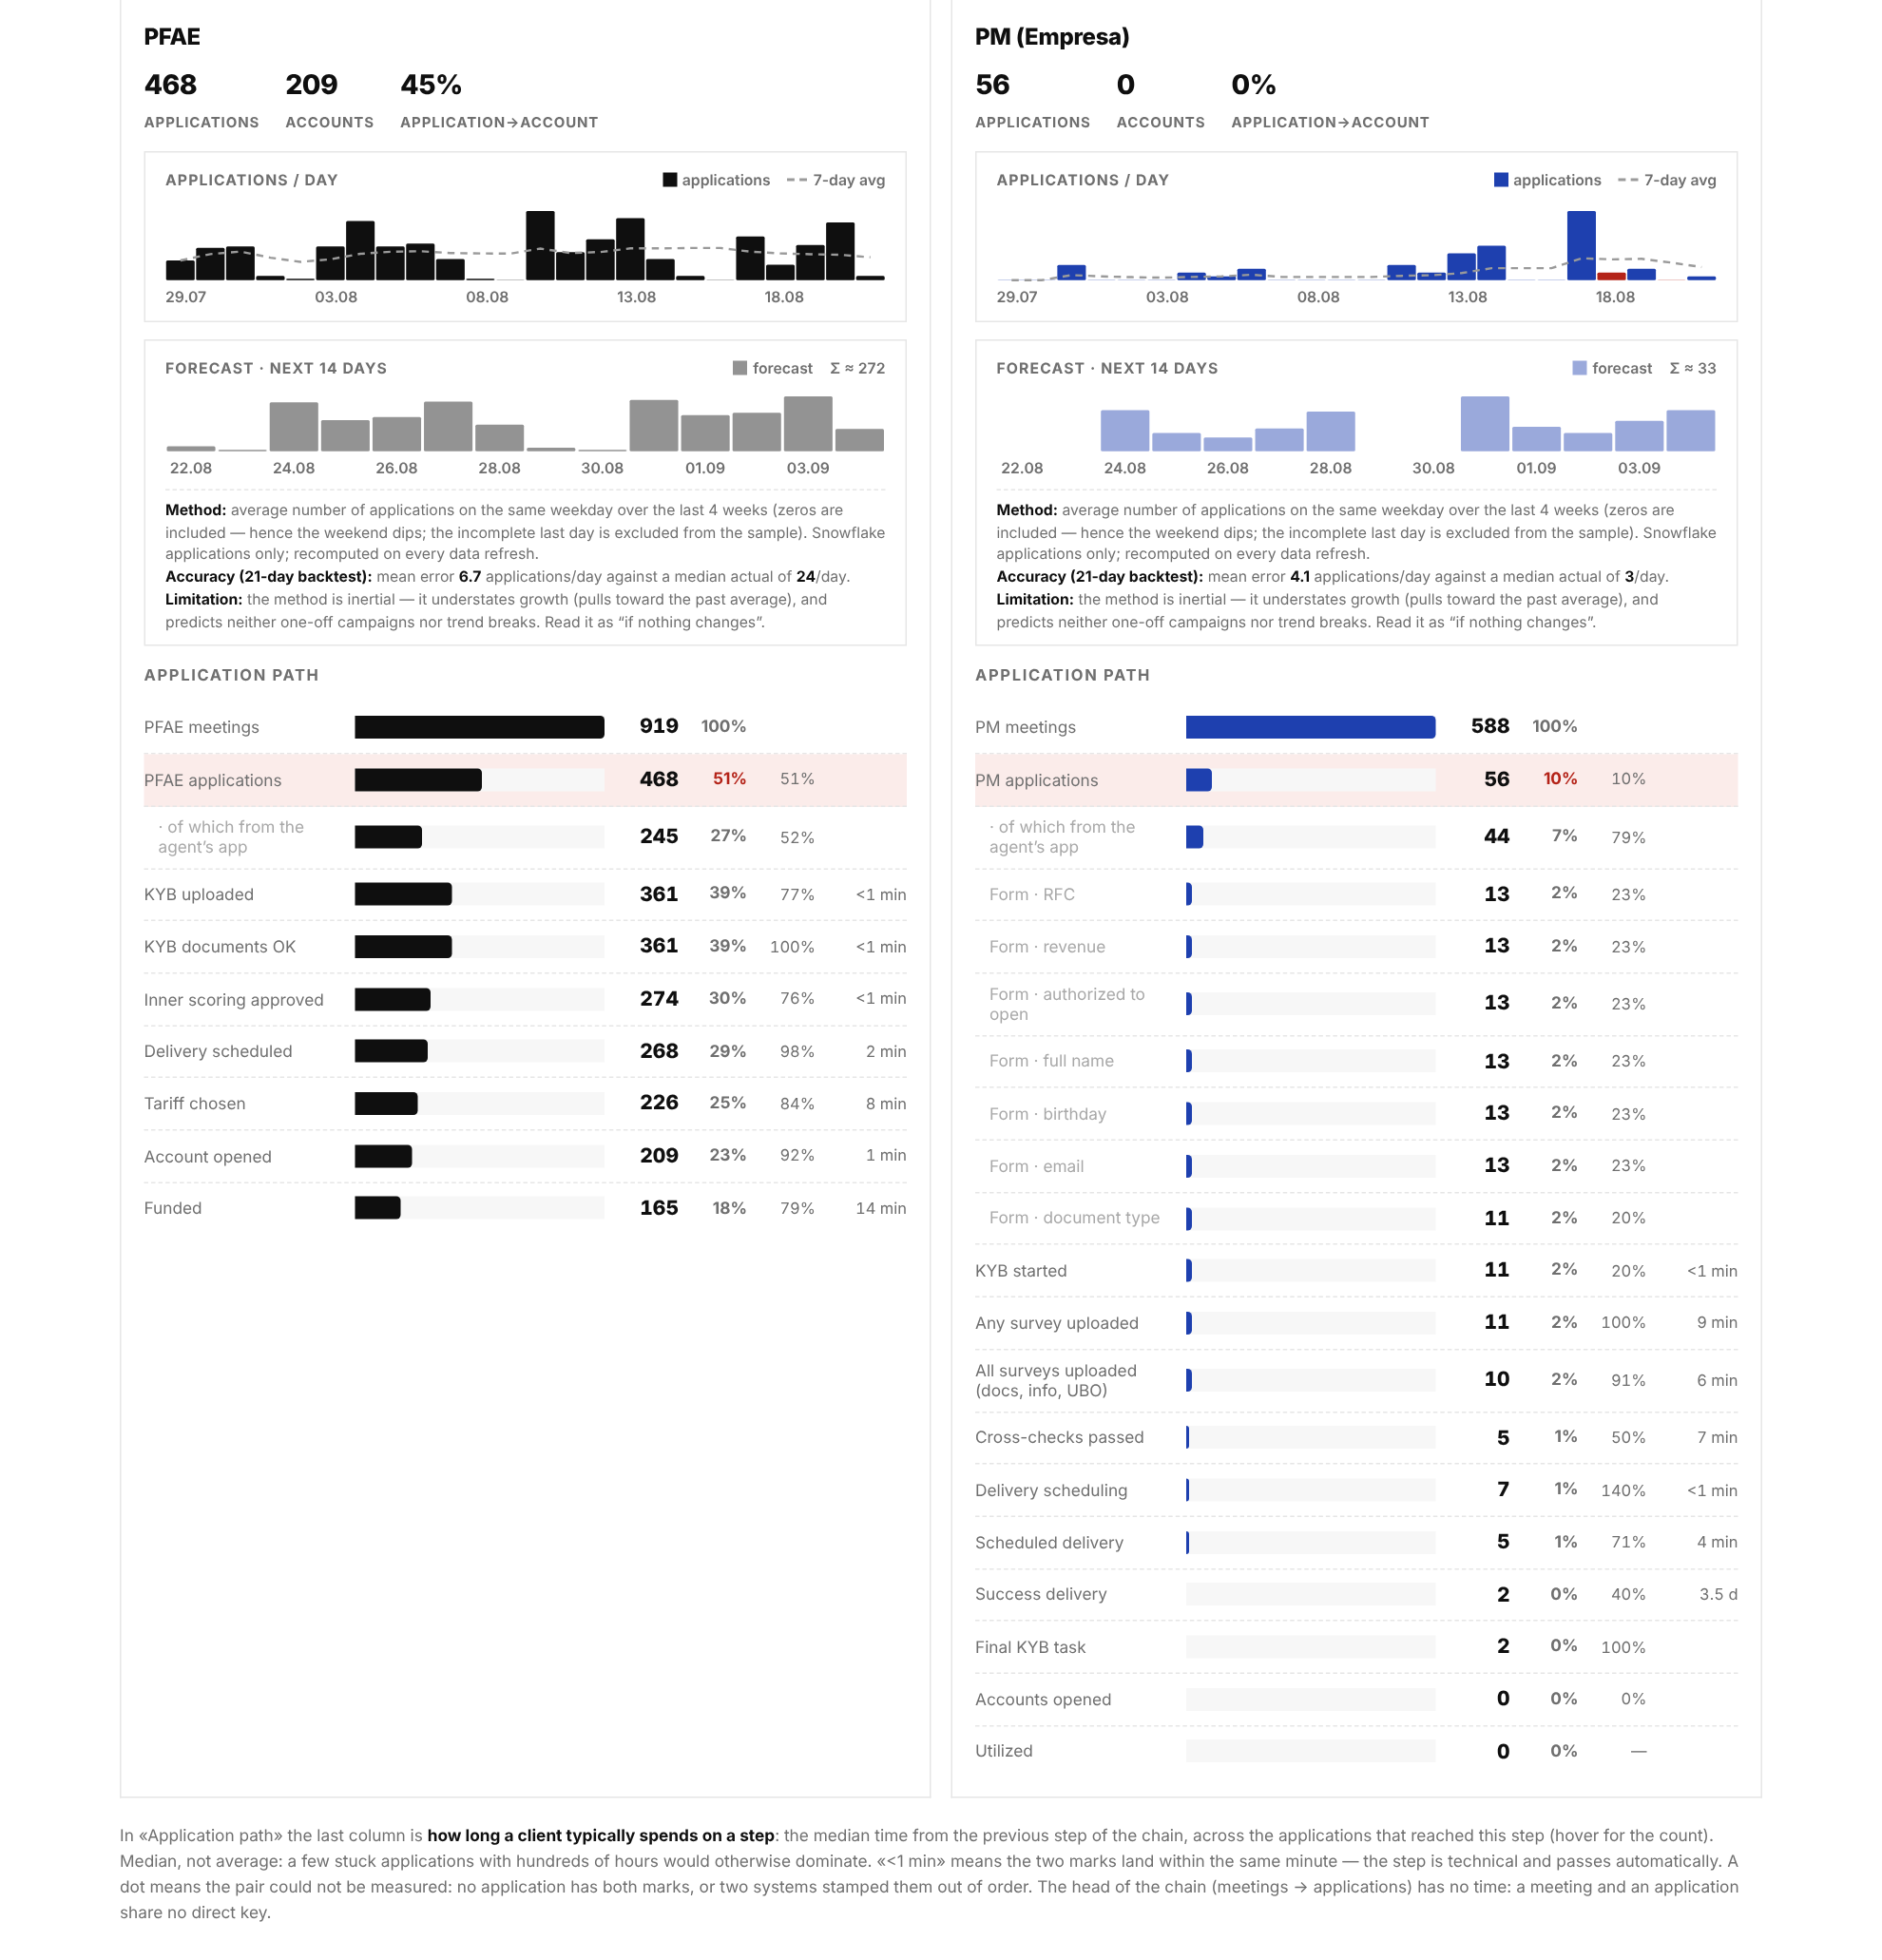 PFAE
468 209 45%
APPLICATIONS ACCOUNTS APPLICATION→ACCOUNT
APPLICATIONS / DAY applications 7-day avg
29.07 03.08 08.08 13.08 18.08
FORECAST · NEXT 14 DAYS forecast Σ ≈ 272
22.08 24.08 26.08 28.08 30.08 01.09 03.09
Method: average number of applications on the same weekday over the last 4 weeks (zeros are
included — hence the weekend dips; the incomplete last day is excluded from the sample). Snowflake
applications only; recomputed on every data refresh.
Accuracy (21-day backtest): mean error 6.7 applications/day against a median actual of 24/day.
Limitation: the method is inertial — it understates growth (pulls toward the past average), and
predicts neither one-off campaigns nor trend breaks. Read it as “if nothing changes”.
APPLICATION PATH
PFAE meetings 919 100%
PFAE applications 468 51% 51%
· of which from the
agent’s app 245 27% 52%
KYB uploaded 361 39% 77% <1 min
KYB documents OK 361 39% 100% <1 min
Inner scoring approved 274 30% 76% <1 min
Delivery scheduled 268 29% 98% 2 min
Tariff chosen 226 25% 84% 8 min
Account opened 209 23% 92% 1 min
Funded 165 18% 79% 14 min
PM (Empresa)
56 0 0%
APPLICATIONS ACCOUNTS APPLICATION→ACCOUNT
APPLICATIONS / DAY applications 7-day avg
29.07 03.08 08.08 13.08 18.08
FORECAST · NEXT 14 DAYS forecast Σ ≈ 33
22.08 24.08 26.08 28.08 30.08 01.09 03.09
Method: average number of applications on the same weekday over the last 4 weeks (zeros are
included — hence the weekend dips; the incomplete last day is excluded from the sample). Snowflake
applications only; recomputed on every data refresh.
Accuracy (21-day backtest): mean error 4.1 applications/day against a median actual of 3/day.
Limitation: the method is inertial — it understates growth (pulls toward the past average), and
predicts neither one-off campaigns nor trend breaks. Read it as “if nothing changes”.
APPLICATION PATH
PM meetings 588 100%
PM applications 56 10% 10%
· of which from the
agent’s app 44 7% 79%
Form · RFC 13 2% 23%
Form · revenue 13 2% 23%
Form · authorized to
open 13 2% 23%
Form · full name 13 2% 23%
Form · birthday 13 2% 23%
Form · email 13 2% 23%
Form · document type 11 2% 20%
KYB started 11 2% 20% <1 min
Any survey uploaded 11 2% 100% 9 min
All surveys uploaded
(docs, info, UBO) 10 2% 91% 6 min
Cross-checks passed 5 1% 50% 7 min
Delivery scheduling 7 1% 140% <1 min
Scheduled delivery 5 1% 71% 4 min
Success delivery 2 0% 40% 3.5 d
Final KYB task 2 0% 100%
Accounts opened 0 0% 0%
Utilized 0 0% —
In «Application path» the last column is how long a client typically spends on a step: the median time from the previous step of the chain, across the applications that reached this step (hover for the count).
Median, not average: a few stuck applications with hundreds of hours would otherwise dominate. «<1 min» means the two marks land within the same minute — the step is technical and passes automatically. A
dot means the pair could not be measured: no application has both marks, or two systems stamped them out of order. The head of the chain (meetings → applications) has no time: a meeting and an application
share no direct key.